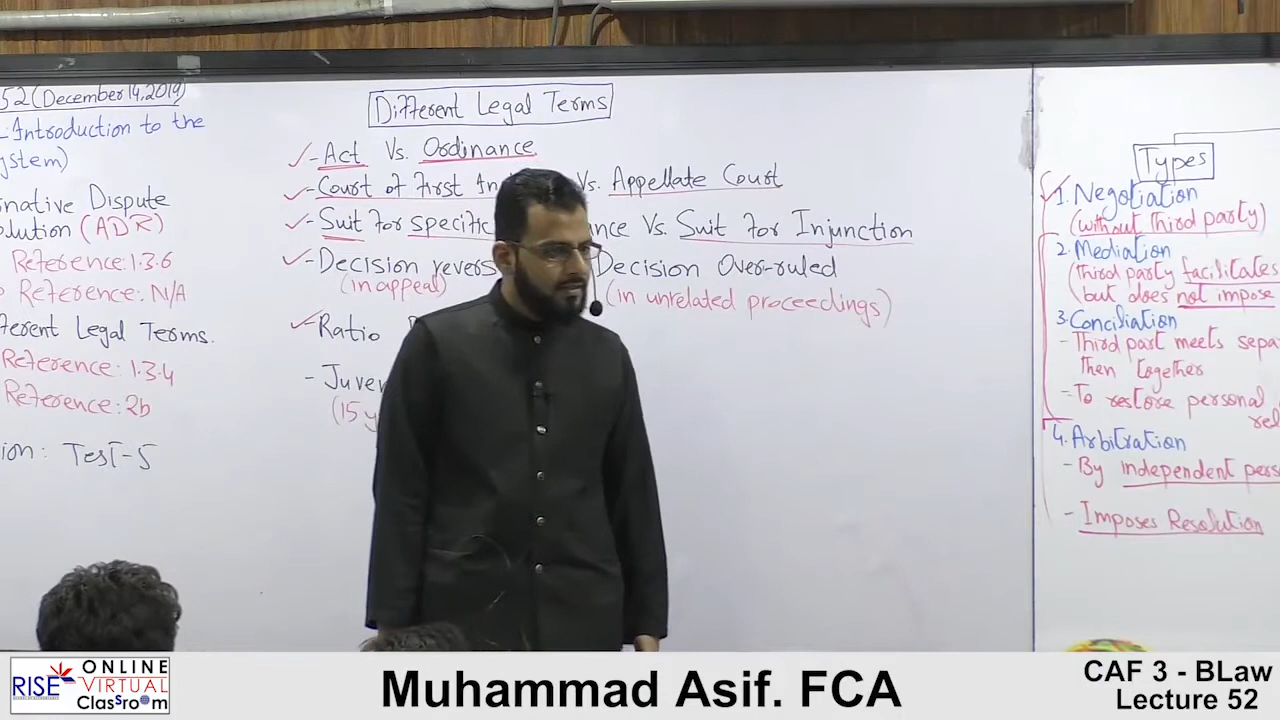 52 (December 14, 2019)
Introduction to the
ystem)
native Dispute
olution (ADR)
Reference: 1.3.6
Reference: N/A
ferent Legal Terms.
Reference: 1.3.4
Reference: 2b
ion: Test-5
Different Legal Terms
- Act Vs. Ordinance
- Court of First In Vs. Appellate Court
- Suit for specific nce Vs Suit for Injunction
- Decision revers Decision Over-ruled
(in appeal) (in unrelated proceedings)
- Ratio
- Juven
(15 y
Types
1. Negotiation
(without third party)
2. Mediation
(third party facilitates
but does not impose
3. Conciliation
- Third part meets sepa
then together
- To restore personal
rel
4. Arbitration
- By independent pers
- Imposes Resolution
RISE ONLINE VIRTUAL ClassroOm
Muhammad Asif. FCA
CAF 3 - BLaw
Lecture 52